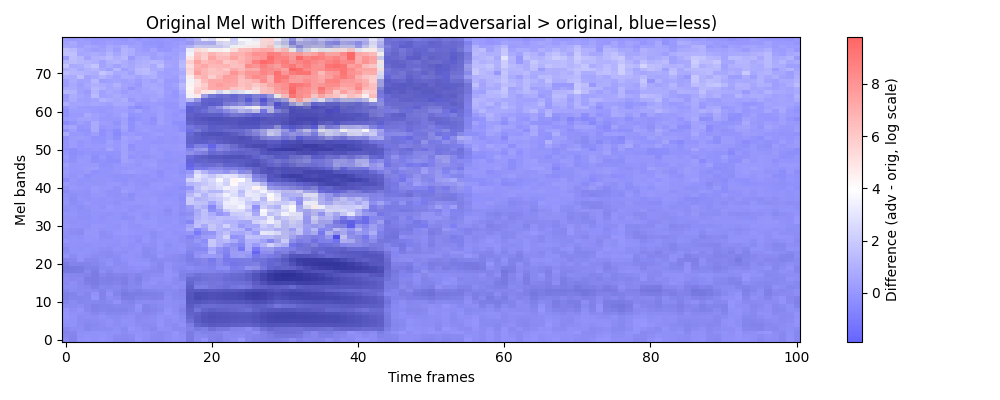 Original Mel with Differences (red=adversarial > original, blue=less)
Mel bands
70
60
50
40
30
20
10
0
0 20 40 60 80 100
Time frames
8
6
4
2
0
Difference (adv - orig, log scale)